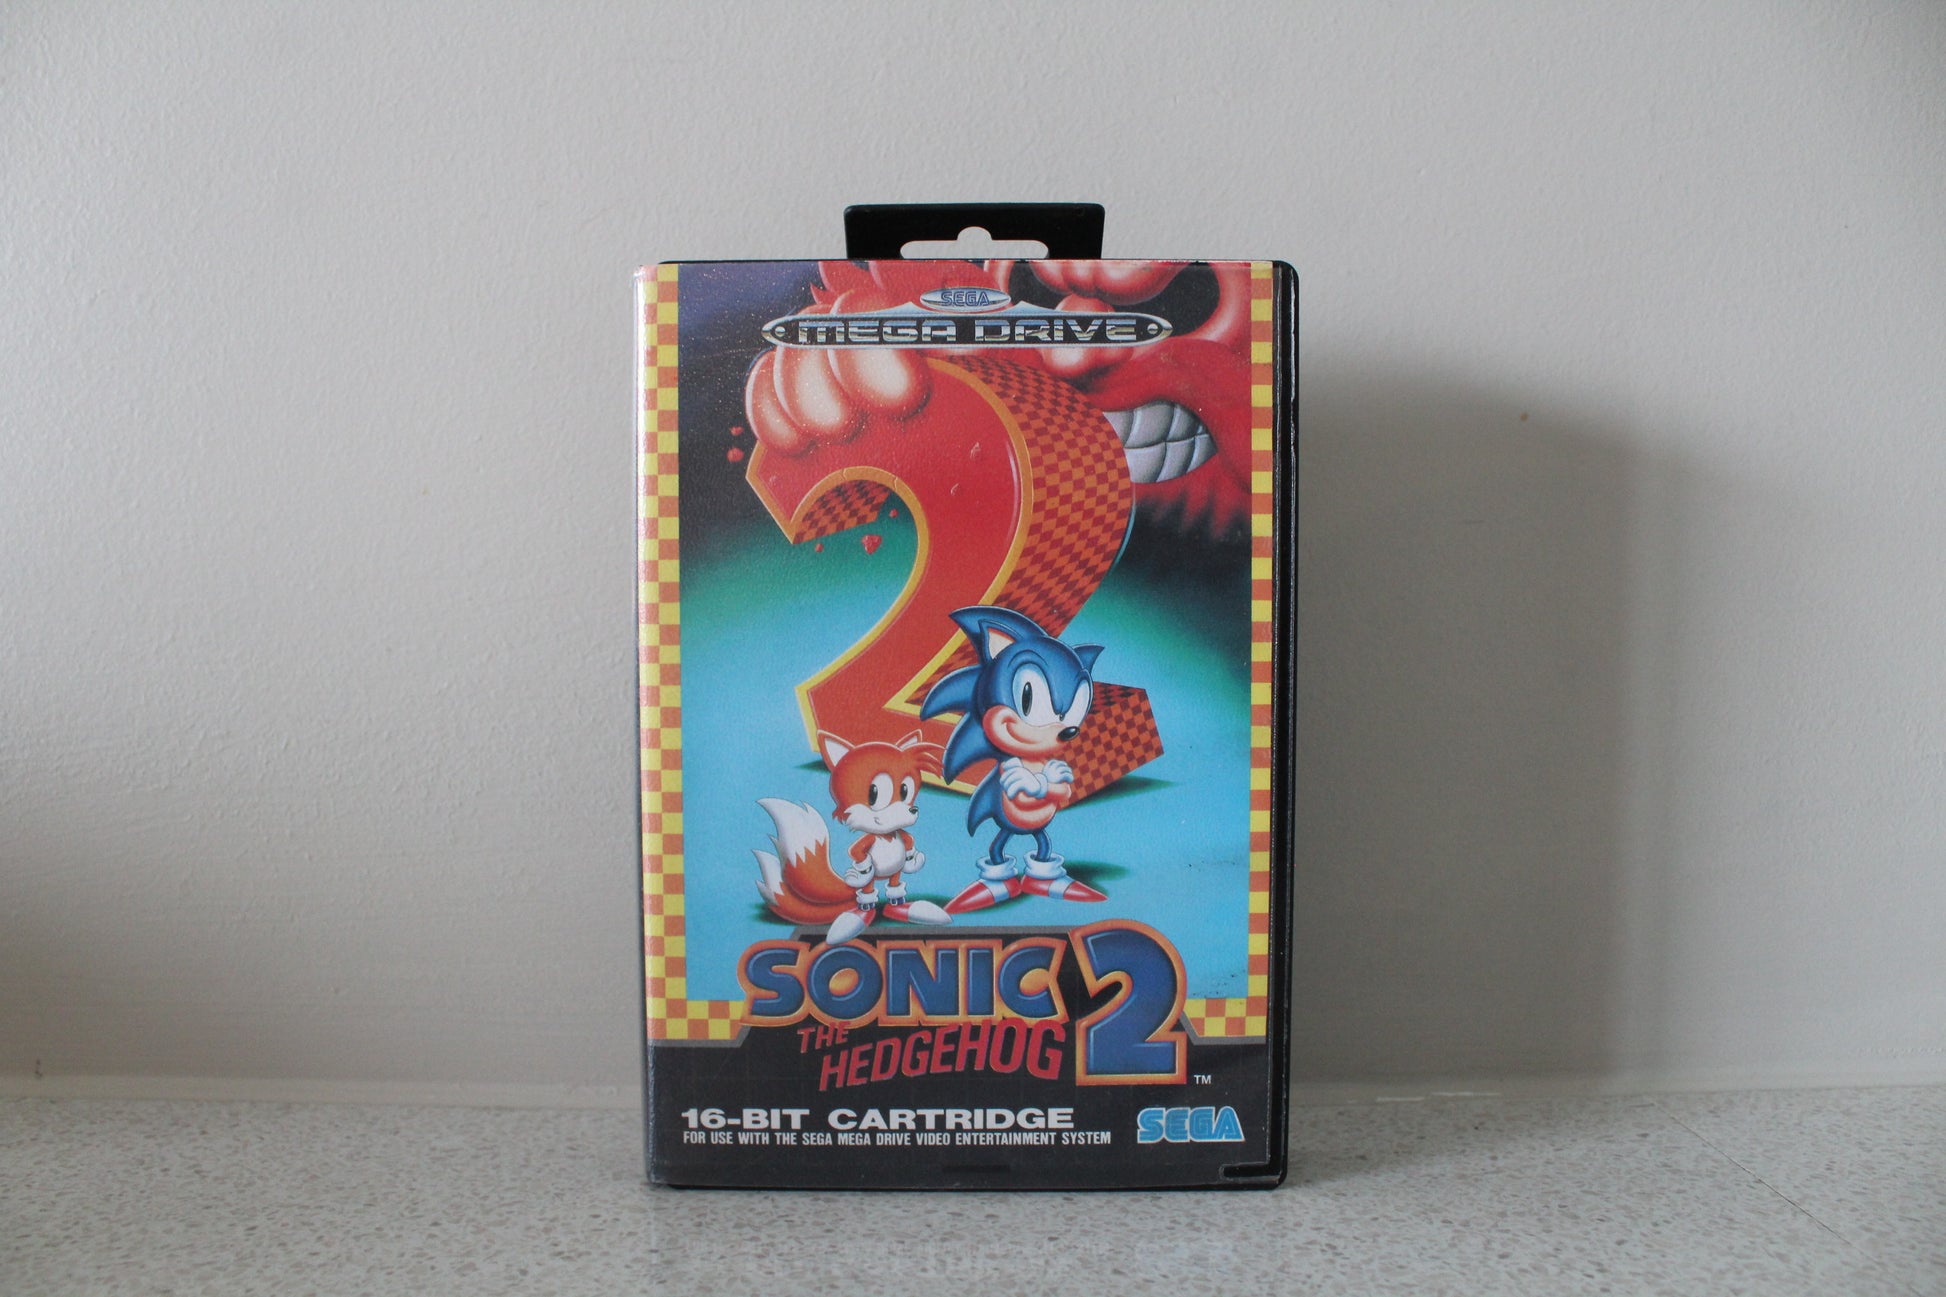 SEGA
MEGA DRIVE
2
SONIC
THE
HEDGEHOG
2
TM
16-BIT CARTRIDGE
FOR USE WITH THE SEGA MEGA DRIVE VIDEO ENTERTAINMENT SYSTEM
SEGA